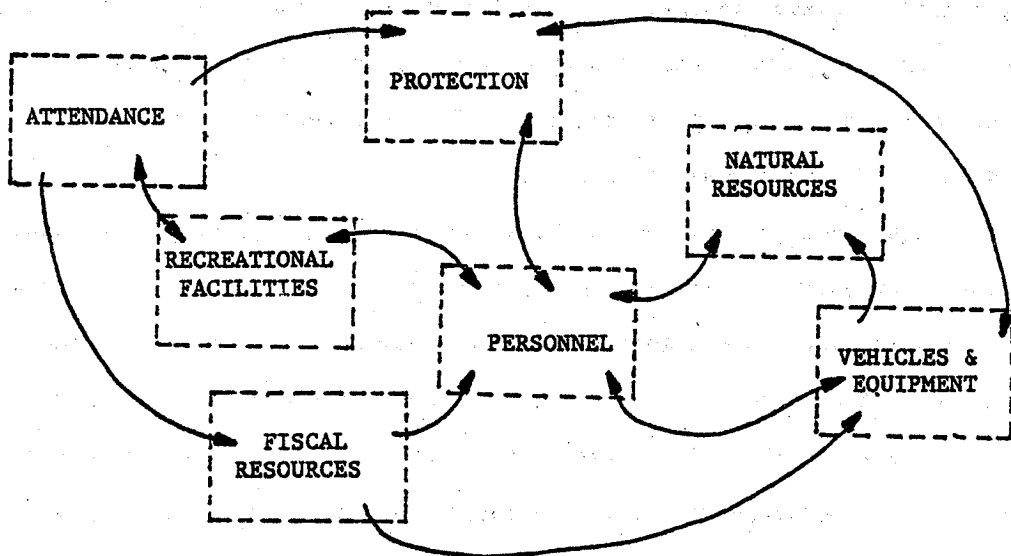 PROTECTION
ATTENDANCE
NATURAL
RESOURCES
RECREATIONAL
FACILITIES
PERSONNEL
VEHICLES &
EQUIPMENT
FISCAL
RESOURCES